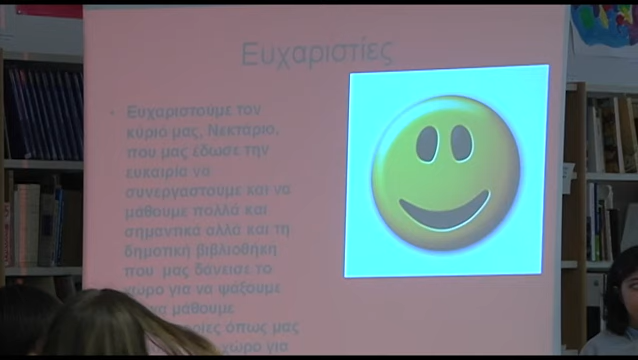 Ευχαριστίες
• Ευχαριστούμε τον
κύριό μας, Νεκτάριο,
που μας έδωσε την
ευκαιρία να
συνεργαστούμε και να
μάθουμε πολλά και
σημαντικά αλλά και τη
δημοτική βιβλιοθήκη
που μας δάνεισε το
χώρο για να ψάξουμε
μάθουμε
όπως μας
χώρο για